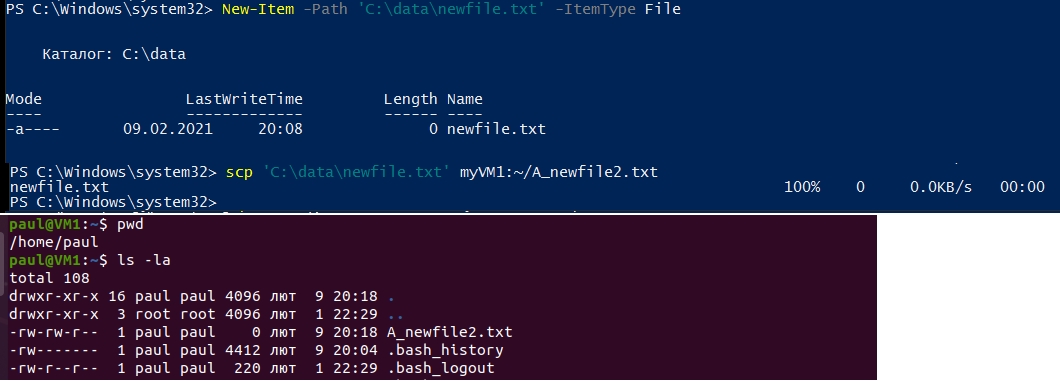 PS C:\Windows\system32> New-Item -Path 'C:\data\newfile.txt' -ItemType File
Каталог: C:\data
Mode LastWriteTime Length Name
---- ------------- ------ ----
-a---- 09.02.2021 20:08 0 newfile.txt
PS C:\Windows\system32> scp 'C:\data\newfile.txt' myVM1:~/A_newfile2.txt
newfile.txt 100% 0 0.0KB/s 00:00
PS C:\Windows\system32>
paul@VM1:~$ pwd
/home/paul
paul@VM1:~$ ls -la
total 108
drwxr-xr-x 16 paul paul 4096 лют 9 20:18 .
drwxr-xr-x 3 root root 4096 лют 1 22:29 ..
-rw-rw-r-- 1 paul paul 0 лют 9 20:18 A_newfile2.txt
-rw------- 1 paul paul 4412 лют 9 20:04 .bash_history
-rw-r--r-- 1 paul paul 220 лют 1 22:29 .bash_logout